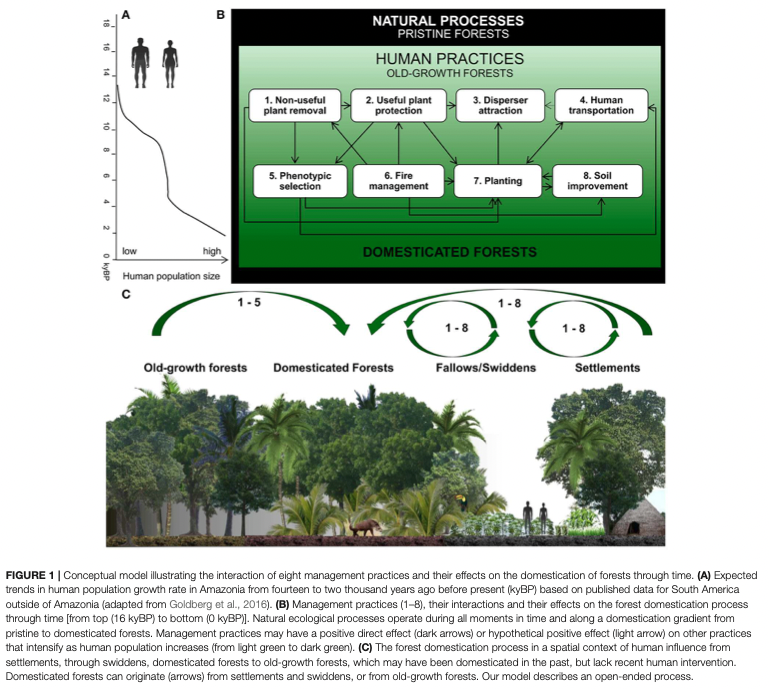 A
B
18
16
14
12
10
8
6
4
2
0 kyBP
low
high
Human population size
NATURAL PROCESSES
PRISTINE FORESTS
HUMAN PRACTICES
OLD-GROWTH FORESTS
1. Non-useful
plant removal
2. Useful plant
protection
3. Disperser
attraction
4. Human
transportation
5. Phenotypic
selection
6. Fire
management
7. Planting
8. Soil
improvement
DOMESTICATED FORESTS
C
1 - 5
1 - 8
1 - 8
1 - 8
Old-growth forests
Domesticated Forests
Fallows/Swiddens
Settlements
FIGURE 1 | Conceptual model illustrating the interaction of eight management practices and their effects on the domestication of forests through time. (A) Expected
trends in human population growth rate in Amazonia from fourteen to two thousand years ago before present (kyBP) based on published data for South America
outside of Amazonia (adapted from Goldberg et al., 2016). (B) Management practices (1–8), their interactions and their effects on the forest domestication process
through time [from top (16 kyBP) to bottom (0 kyBP)]. Natural ecological processes operate during all moments in time and along a domestication gradient from
pristine to domesticated forests. Management practices may have a positive direct effect (dark arrows) or hypothetical positive effect (light arrow) on other practices
that intensify as human population increases (from light green to dark green). (C) The forest domestication process in a spatial context of human influence from
settlements, through swiddens, domesticated forests to old-growth forests, which may have been domesticated in the past, but lack recent human intervention.
Domesticated forests can originate (arrows) from settlements and swiddens, or from old-growth forests. Our model describes an open-ended process.